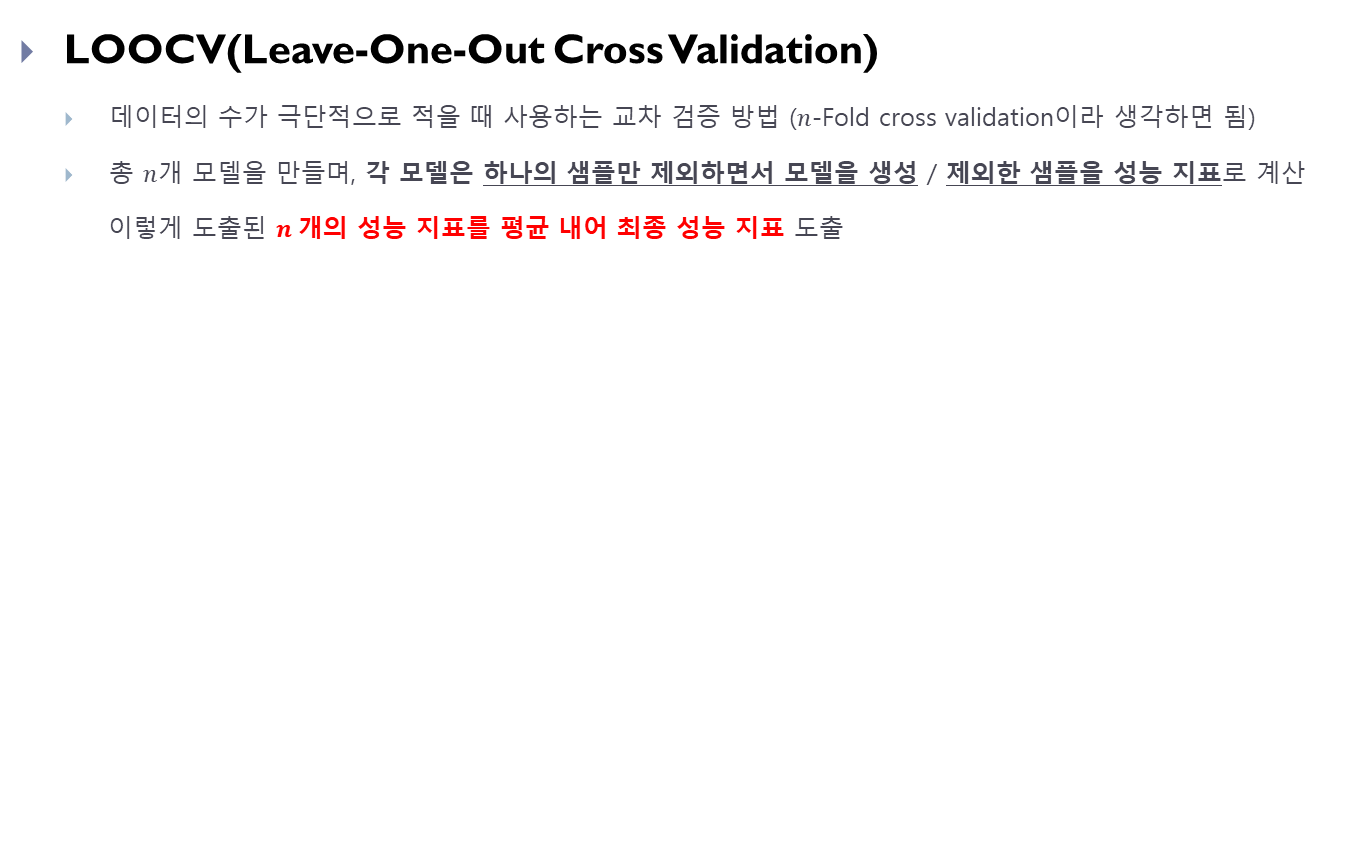 LOOCV(Leave-One-Out Cross Validation)
데이터의 수가 극단적으로 적을 때 사용하는 교차 검증 방법 (n-Fold cross validation이라 생각하면 됨)
총 n개 모델을 만들며, 각 모델은 하나의 샘플만 제외하면서 모델을 생성 / 제외한 샘플을 성능 지표로 계산
이렇게 도출된 n 개의 성능 지표를 평균 내어 최종 성능 지표 도출